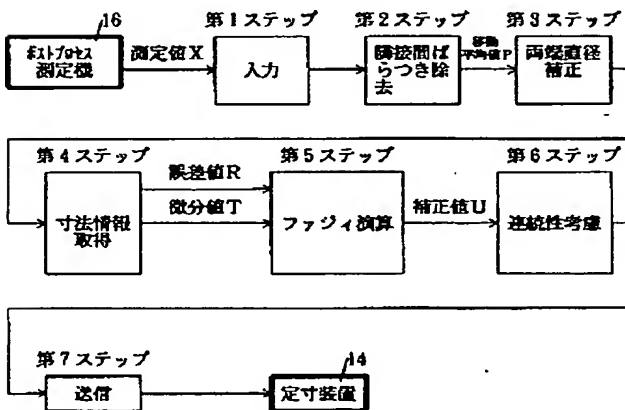 16
第1ステップ
第2ステップ
第3ステップ
ポストプロセス
測定機
測定値X
入力
隣接間ば
らつき除
去
移動
平均値P
両端直径
補正
第4ステップ
第5ステップ
第6ステップ
寸法情報
取得
誤差値R
微分値T
ファジィ演算
補正値U
連続性考慮
第7ステップ
14
送信
定寸装置